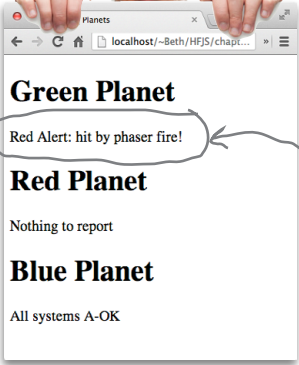 Planets
localhost/~Beth/HFJS/chapt...
Green Planet
Red Alert: hit by phaser fire!
Red Planet
Nothing to report
Blue Planet
All systems A-OK